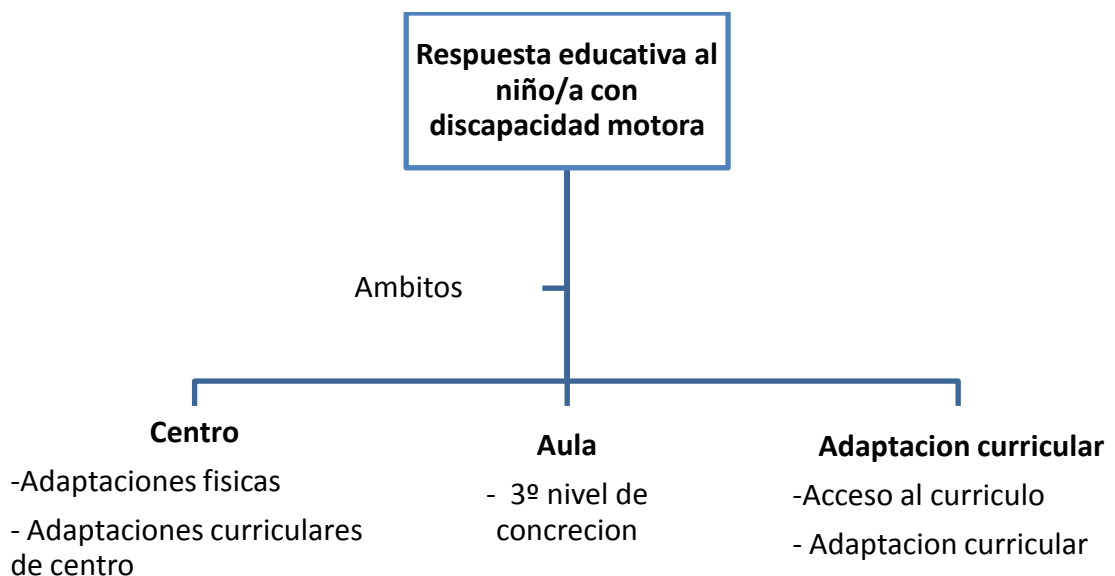 Respuesta educativa al
niño/a con
discapacidad motora
Ambitos
Centro
-Adaptaciones fisicas
- Adaptaciones curriculares
de centro
Aula
- 3º nivel de
concrecion
Adaptacion curricular
-Acceso al curriculo
- Adaptacion curricular